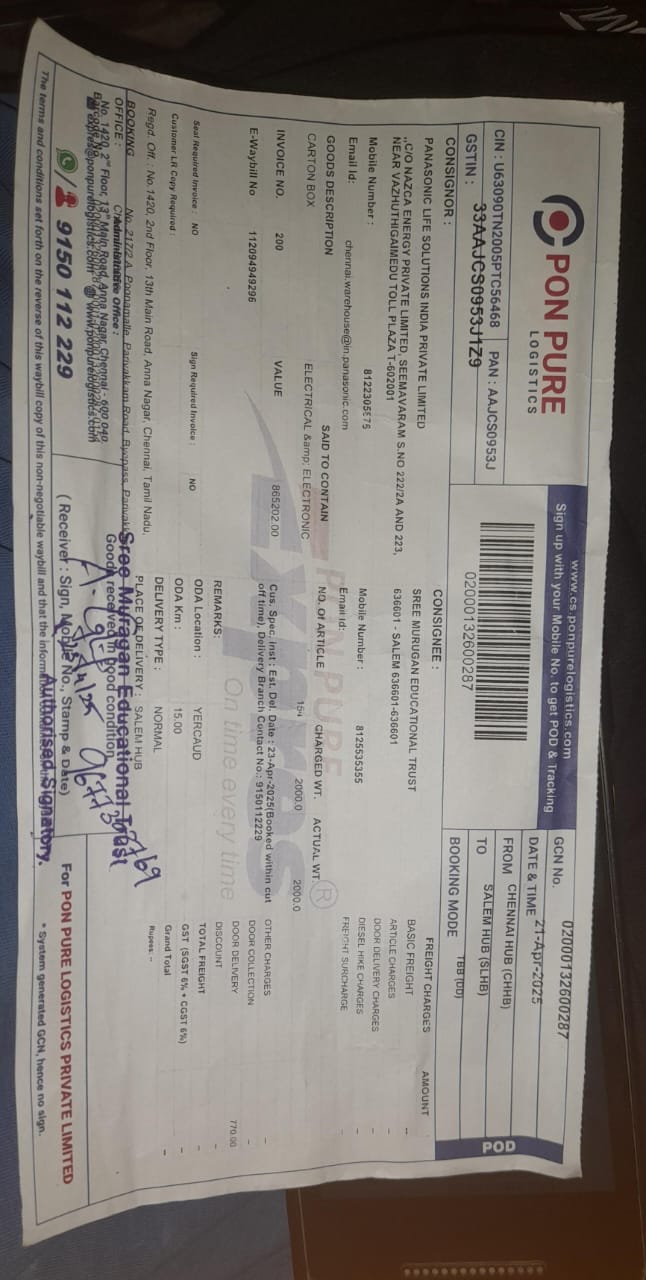 PON PURE
LOGISTICS
www.cs.ponpurelogistics.com
Sign up with your Mobile No. to get POD & Tracking
GCN No. 02000132600287
DATE & TIME 21-Apr-2025
CIN : U63090TN2005PTC56468 PAN : AAJCS0953J
GSTIN : 33AAJCS0953J1Z9
02000132600287
FROM CHENNAI HUB (CHHB)
TO SALEM HUB (SLHB)
BOOKING MODE TBB (DD)
POD
CONSIGNOR :
PANASONIC LIFE SOLUTIONS INDIA PRIVATE LIMITED
,,C/O.NAZCA ENERGY PRIVATE LIMITED, SEEMAVARAM S.NO 222/2A AND 223,
NEAR VAZHUTHIGAIMEDU TOLL PLAZA T-602001
Mobile Number : 8122305675
Email Id: chennai.warehouse@in.panasonic.com
CONSIGNEE :
SREE MURUGAN EDUCATIONAL TRUST
636601 - SALEM 636601-636601
Mobile Number : 8125535355
Email Id:
GOODS DESCRIPTION SAID TO CONTAIN NO. Of ARTICLE CHARGED WT. ACTUAL WT.
CARTON BOX ELECTRICAL &amp; ELECTRONIC 154 2000.0 2000.0
INVOICE NO. 200 VALUE 865202.00
E-Waybill No 112094949296
Cus. Spec. Inst : Est. Del. Date : 23-Apr-2025(Booked within cut
off time), Delivery Branch Contact No.: 9150112229
PONPURE
Xpres
On time every time
Seal Required Invoice : NO Sign Required Invoice : NO
Customer LR Copy Required :
REMARKS:
ODA Location : YERCAUD
ODA Km : 15.00
DELIVERY TYPE : NORMAL
PLACE OF DELIVERY : SALEM HUB
FREIGHT CHARGES AMOUNT
BASIC FREIGHT --
ARTICLE CHARGES
DOOR DELIVERY CHARGES –
DIESEL HIKE CHARGES –
FREIGHT SURCHARGE –
OTHER CHARGES –
DOOR COLLECTION –
DOOR DELIVERY 770.00
DISCOUNT –
TOTAL FREIGHT –
GST (SGST 6% + CGST 6%) –
Grand Total –
Rupees: --
Regd. Off. : No.1420, 2nd Floor, 13th Main Road, Anna Nagar, Chennai, Tamil Nadu,
BOOKING OFFICE : No. 217/2 A, Poonamalle, Parivakkam Road, Byepass,
Administrative Office :
No. 1420, 2nd Floor, 13th Main Road, Anna Nagar, Chennai - 600 040.
9150 112 229
Goods received in good condition
Sree Muragan Educational Trust
Authorised Signatory.
( Receiver : Sign, Mobile No., Stamp & Date)
For PON PURE LOGISTICS PRIVATE LIMITED
The terms and conditions set forth on the reverse of this waybill copy of this non-negotiable waybill and that the information
* System generated GCN, hence no sign.